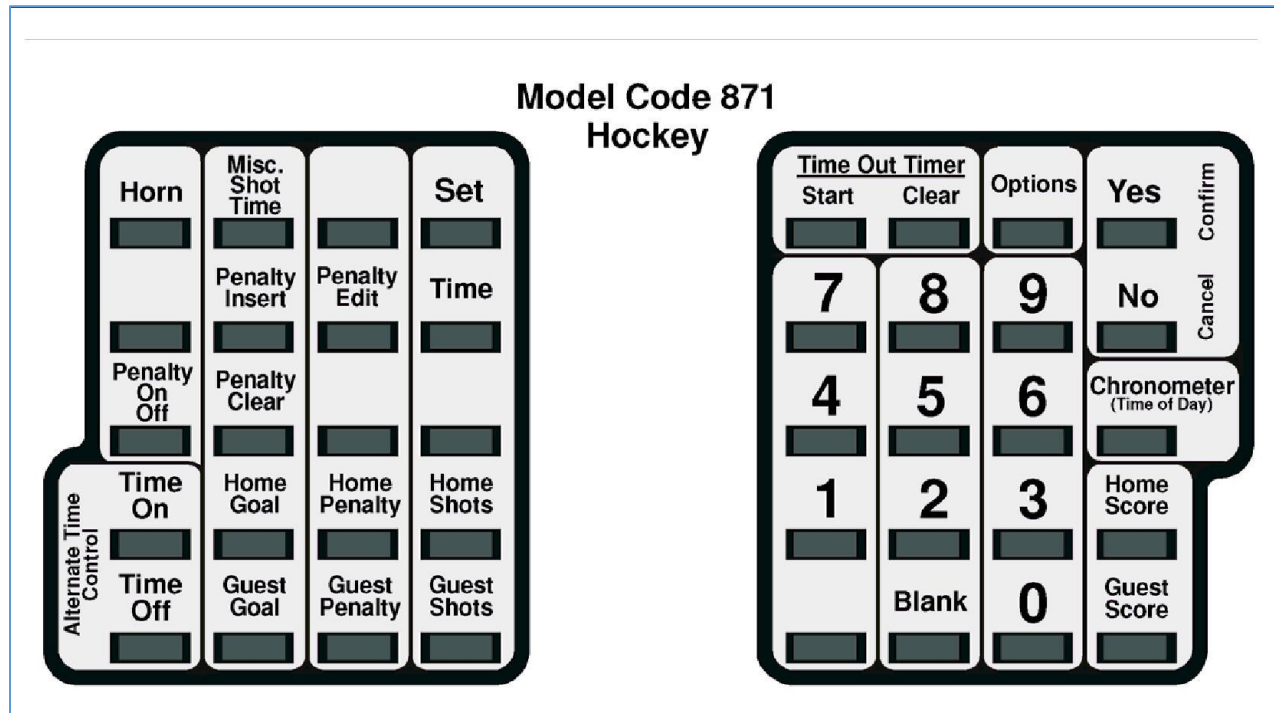 Model Code 871
Hockey
Horn
Misc.
Shot
Time
Set
Penalty
Insert
Penalty
Edit
Time
Penalty
On
Off
Penalty
Clear
Alternate Time
Control
Time
On
Home
Goal
Home
Penalty
Home
Shots
Time
Off
Guest
Goal
Guest
Penalty
Guest
Shots
Time Out Timer
Start Clear
Options
Yes
Confirm
7 8 9
No
Cancel
4 5 6
Chronometer
(Time of Day)
1 2 3
Home
Score
Blank 0
Guest
Score